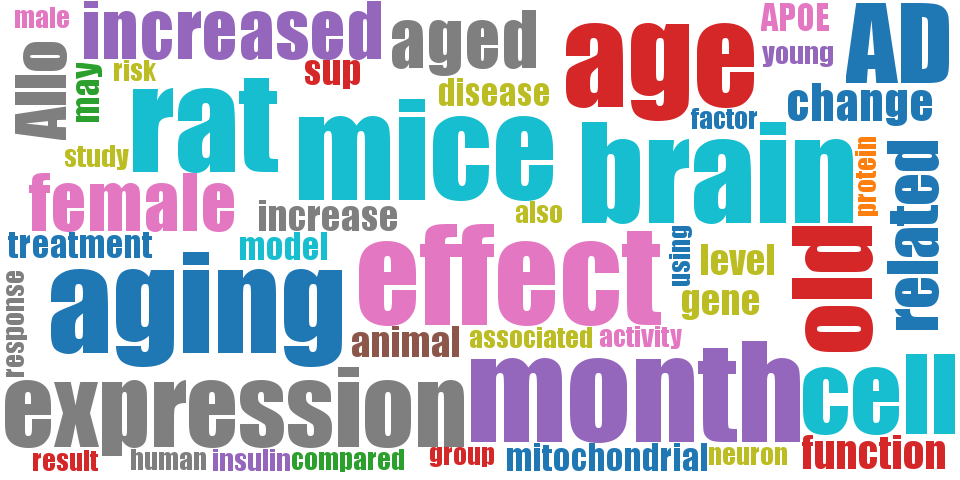 male
increased
aged
age
APOE
AD
Allo
may
risk
sup
disease
young
change
factor
study
rat
mice
brain
protein
related
female
increase
also
treatment
model
effect
using
level
old
gene
response
aging
animal
associated
activity
expression
month
cell
result
human
insulin
compared
group
mitochondrial
neuron
function